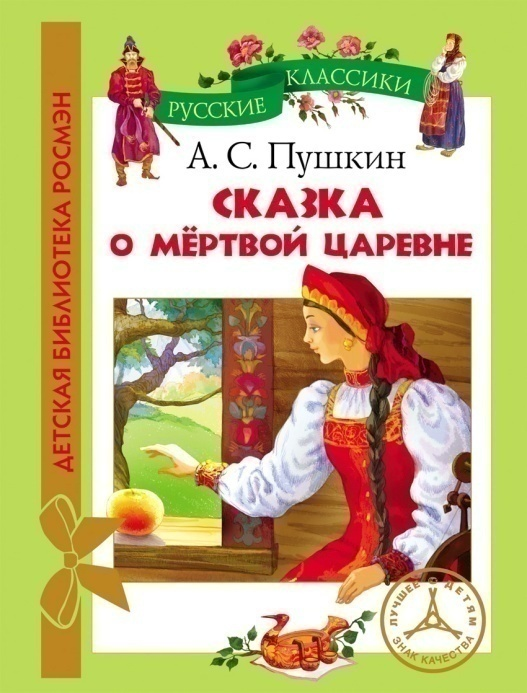 РУССКИЕ КЛАССИКИ
А. С. Пушкин
СКАЗКА
О МЁРТВОЙ ЦАРЕВНЕ
ДЕТСКАЯ БИБЛИОТЕКА РОСМЭН
ЛУЧШЕЕ ДЕТЯМ
ЗНАК КАЧЕСТВА